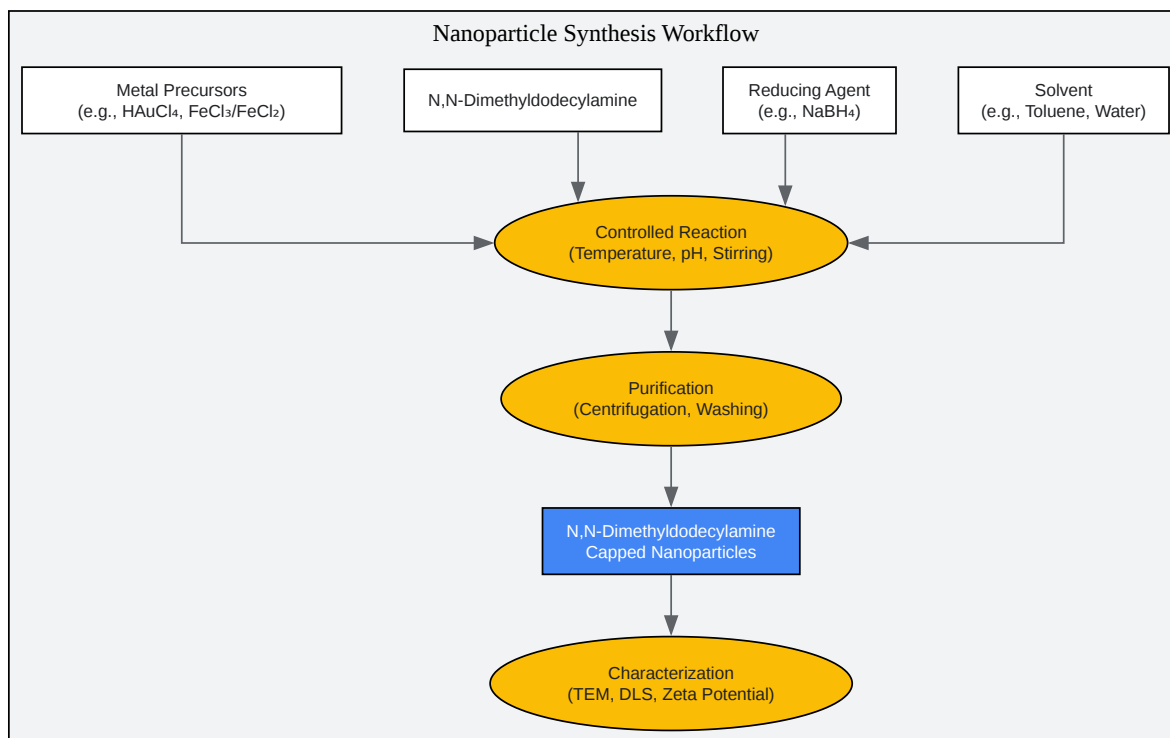 Nanoparticle Synthesis Workflow
Metal Precursors
(e.g., HAuCl₄, FeCl₃/FeCl₂)
N,N-Dimethyldodecylamine
Reducing Agent
(e.g., NaBH₄)
Solvent
(e.g., Toluene, Water)
Controlled Reaction
(Temperature, pH, Stirring)
Purification
(Centrifugation, Washing)
N,N-Dimethyldodecylamine
Capped Nanoparticles
Characterization
(TEM, DLS, Zeta Potential)